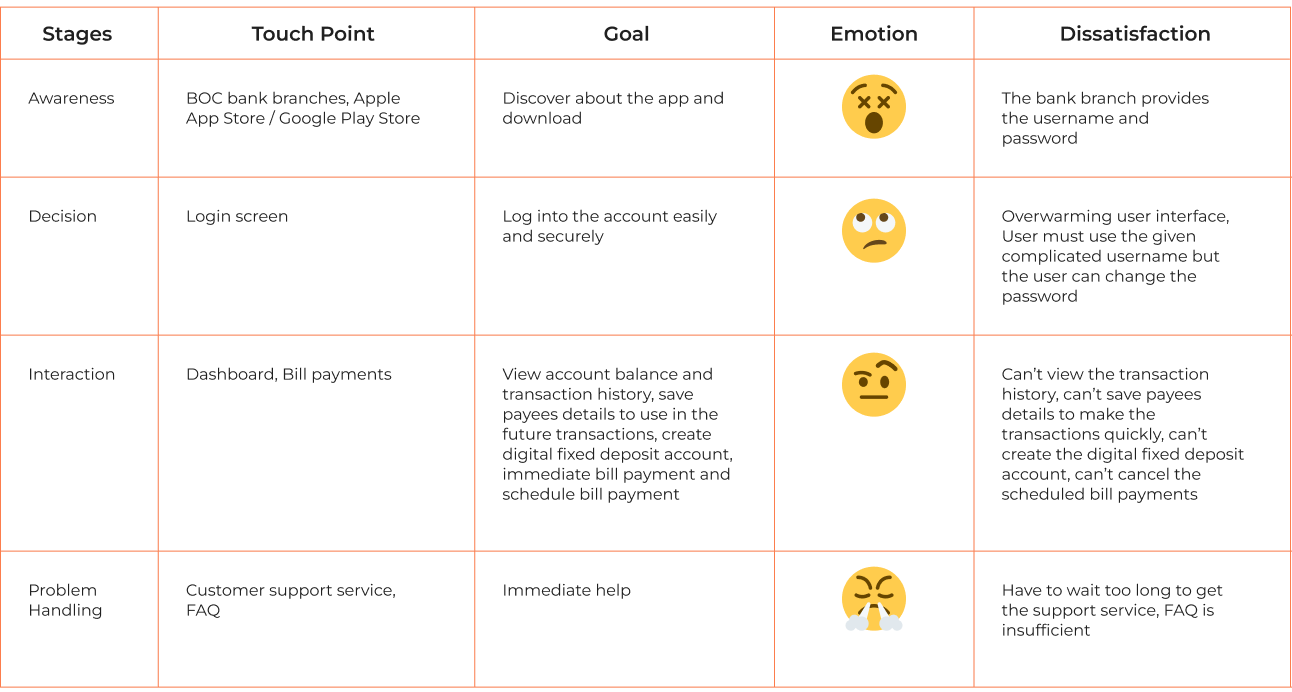 Stages
Touch Point
Goal
Emotion
Dissatisfaction
Awareness
BOC bank branches, Apple
App Store / Google Play Store
Discover about the app and
download
The bank branch provides
the username and
password
Decision
Login screen
Log into the account easily
and securely
Overwarming user interface,
User must use the given
complicated username but
the user can change the
password
Interaction
Dashboard, Bill payments
View account balance and
transaction history, save
payees details to use in the
future transactions, create
digital fixed deposit account,
immediate bill payment and
schedule bill payment
Can’t view the transaction
history, can’t save payees
details to make the
transactions quickly, can’t
create the digital fixed deposit
account, can’t cancel the
scheduled bill payments
Problem
Handling
Customer support service,
FAQ
Immediate help
Have to wait too long to get
the support service, FAQ is
insufficient